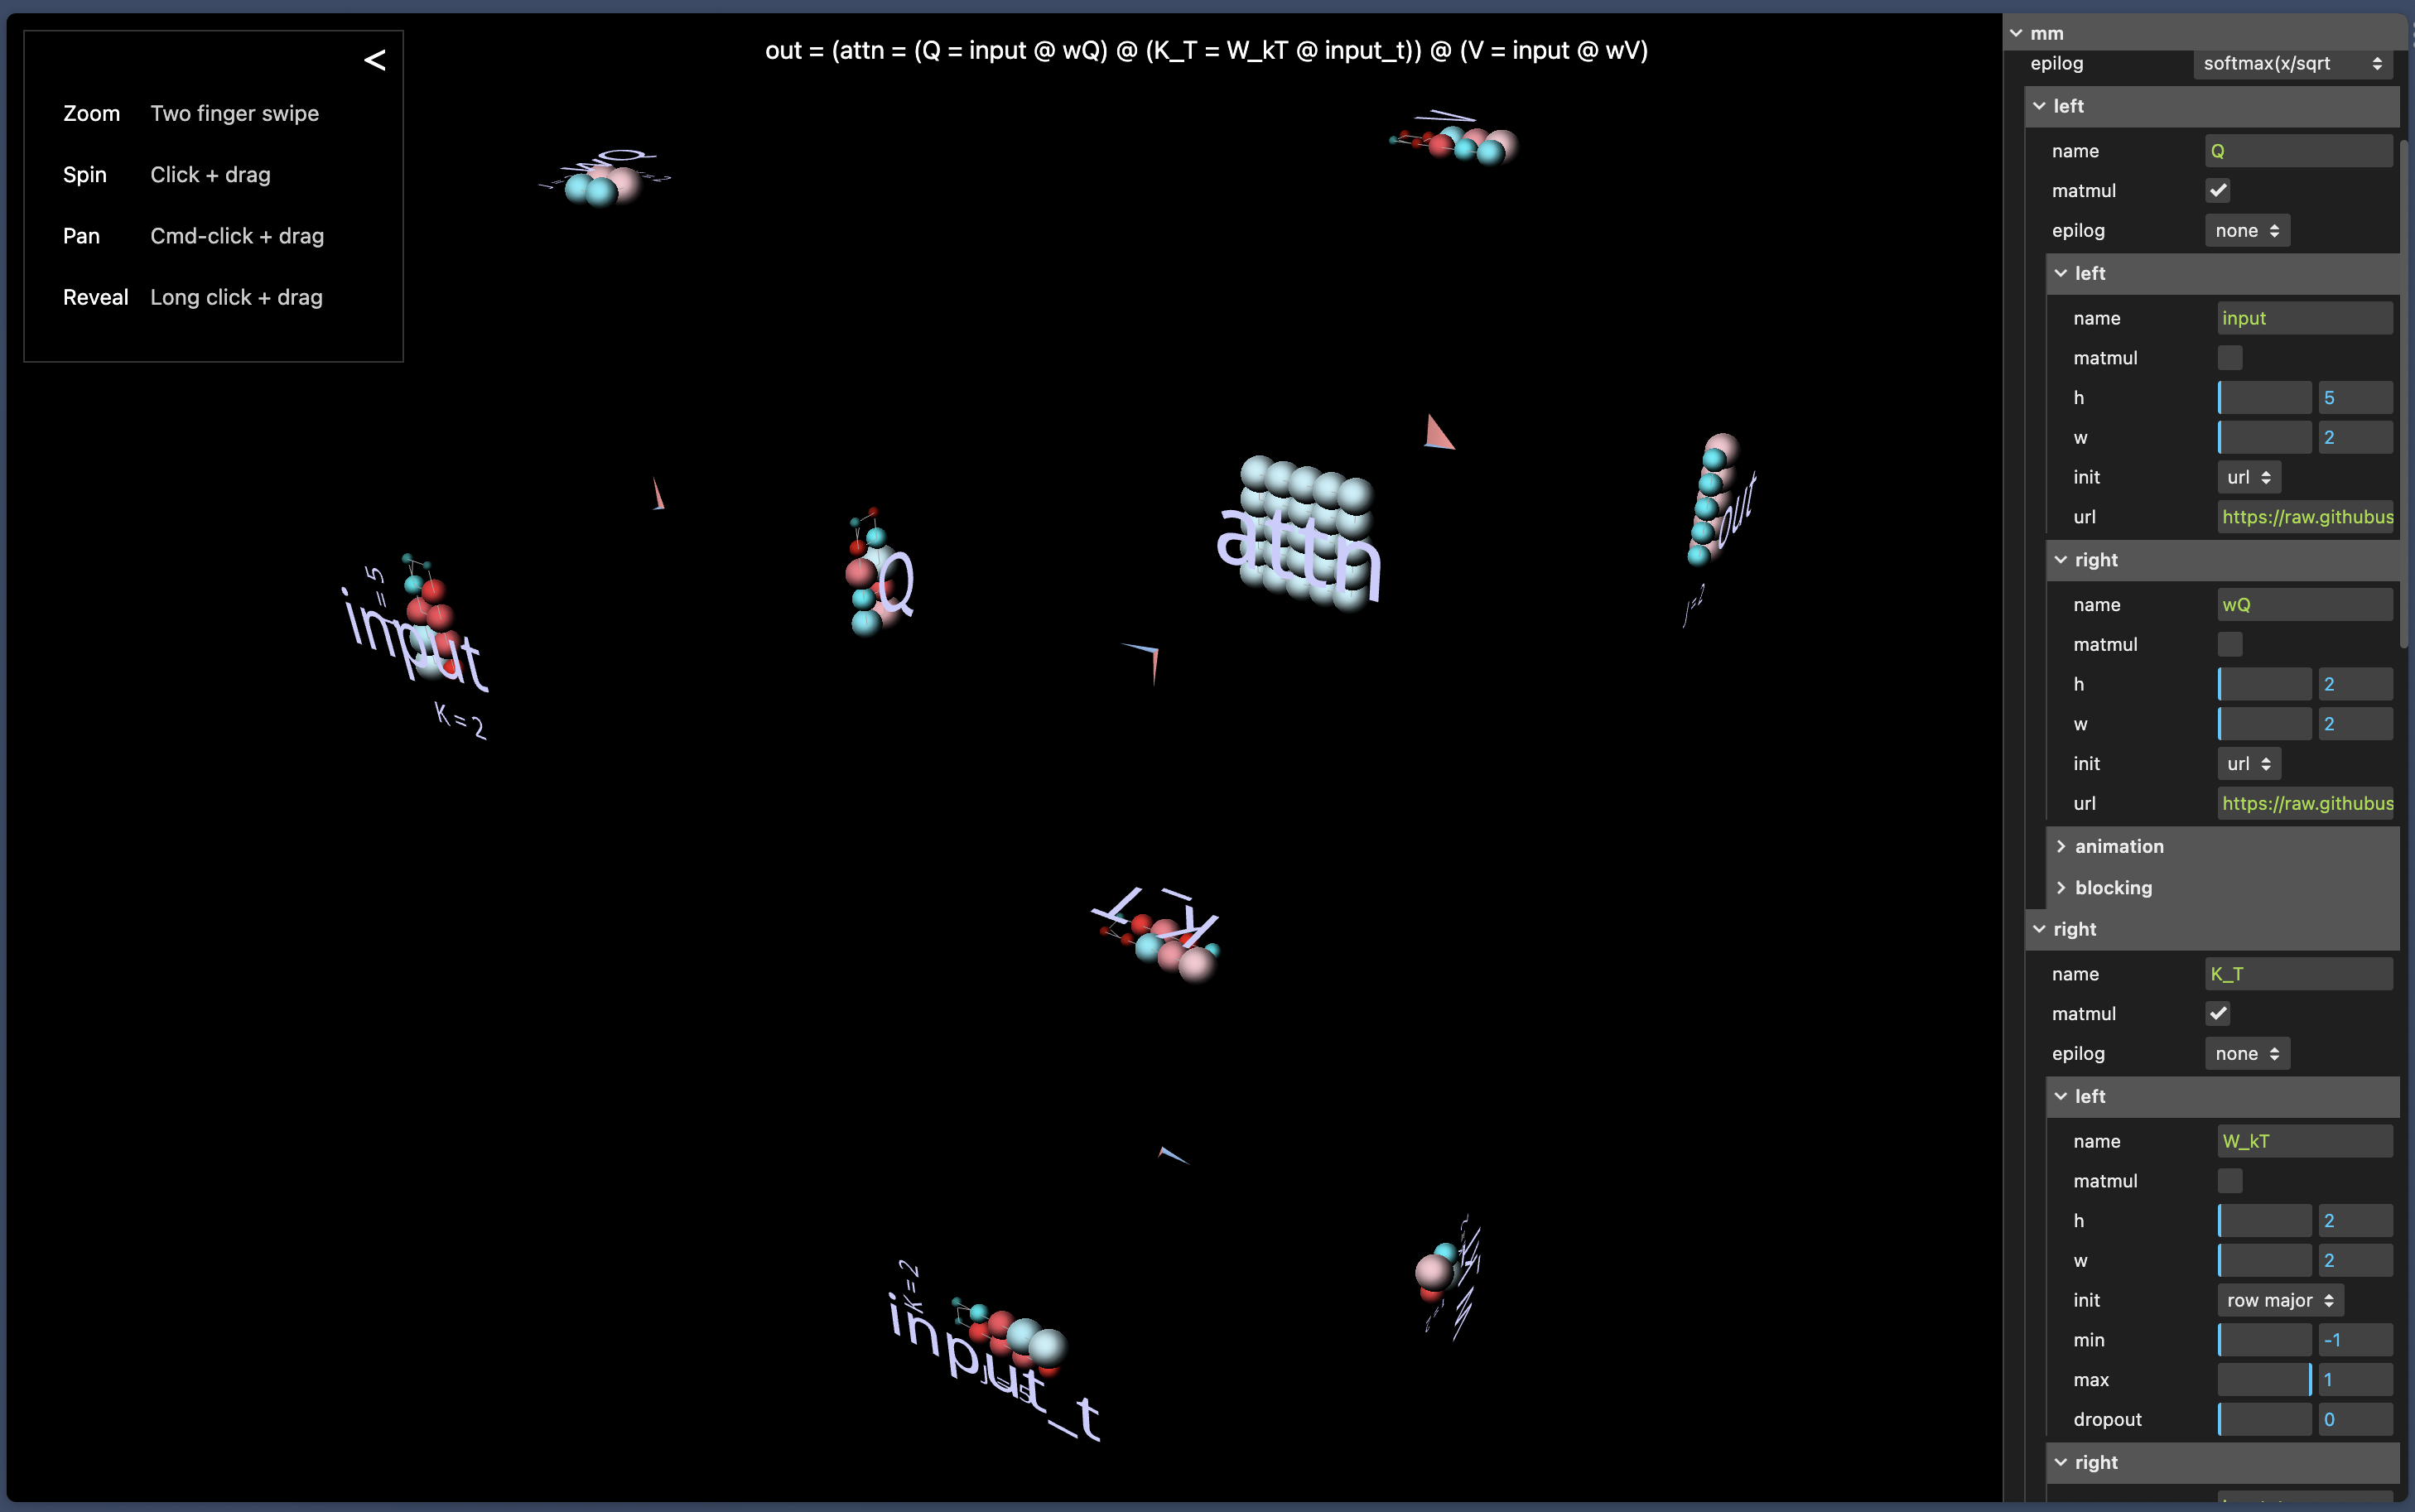 <
Zoom Two finger swipe
Spin Click + drag
Pan Cmd-click + drag
Reveal Long click + drag
out = (attn = (Q = input @ wQ) @ (K_T = W_kT @ input_t)) @ (V = input @ wV)
wQ
V
input
K=2
Q
attn
out
j=2
K=2
input_t
mm
epilog softmax(x/sqrt
left
name Q
matmul
epilog none
left
name input
matmul
h 5
w 2
init url
url https://raw.githubus
right
name wQ
matmul
h 2
w 2
init url
url https://raw.githubus
animation
blocking
right
name K_T
matmul
epilog none
left
name W_kT
matmul
h 2
w 2
init row major
min -1
max 1
dropout 0
right